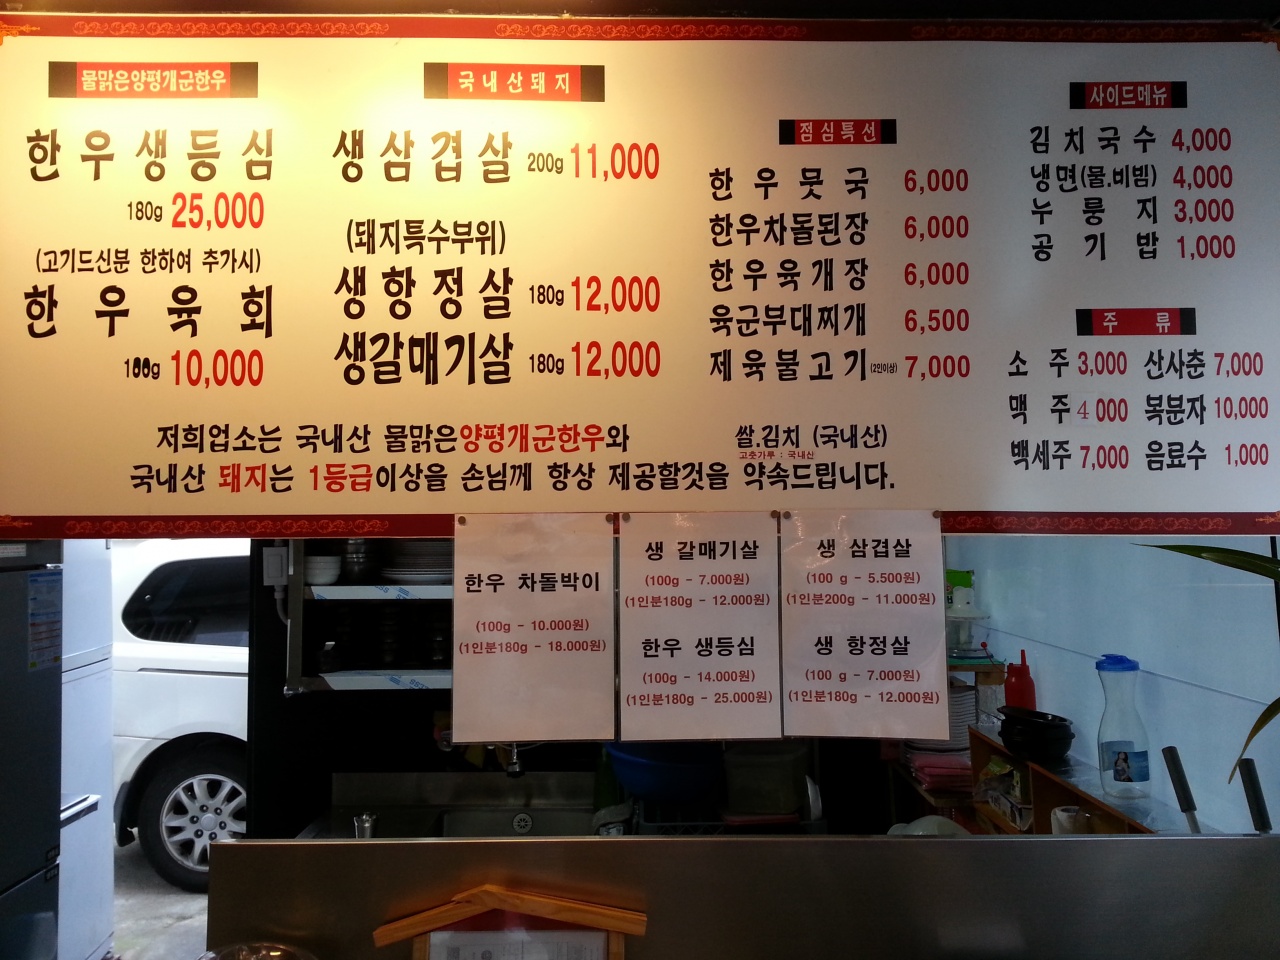 물맑은양평개군한우
한우생등심
180g 25,000
(고기드신분 한하여 추가시)
한우육회
10,000
국내산돼지
생삼겹살 200g 11,000
(돼지특수부위)
생항정살 180g 12,000
생갈매기살 180g 12,000
점심특선
한우뭇국 6,000
한우차돌된장 6,000
한우육개장 6,000
육군부대찌개 6,500
제육불고기(2인이상) 7,000
사이드메뉴
김치국수 4,000
냉면(물.비빔) 4,000
누룽지 3,000
공기밥 1,000
주 류
소 주 3,000 산사춘 7,000
맥 주 4 000 복분자 10,000
백세주 7,000 음료수 1,000
저희업소는 국내산 물맑은양평개군한우와
국내산 돼지는 1등급이상을 손님께 항상 제공할것을 약속드립니다.
쌀.김치 (국내산)
고춧가루 : 국내산
한우 차돌박이
(100g - 10.000원)
(1인분180g - 18.000원)
생 갈매기살
(100g - 7.000원)
(1인분180g - 12.000원)
한우 생등심
(100g - 14.000원)
(1인분180g - 25.000원)
생 삼겹살
(100 g - 5.500원)
(1인분200g - 11.000원)
생 항정살
(100 g - 7.000원)
(1인분180g - 12.000원)